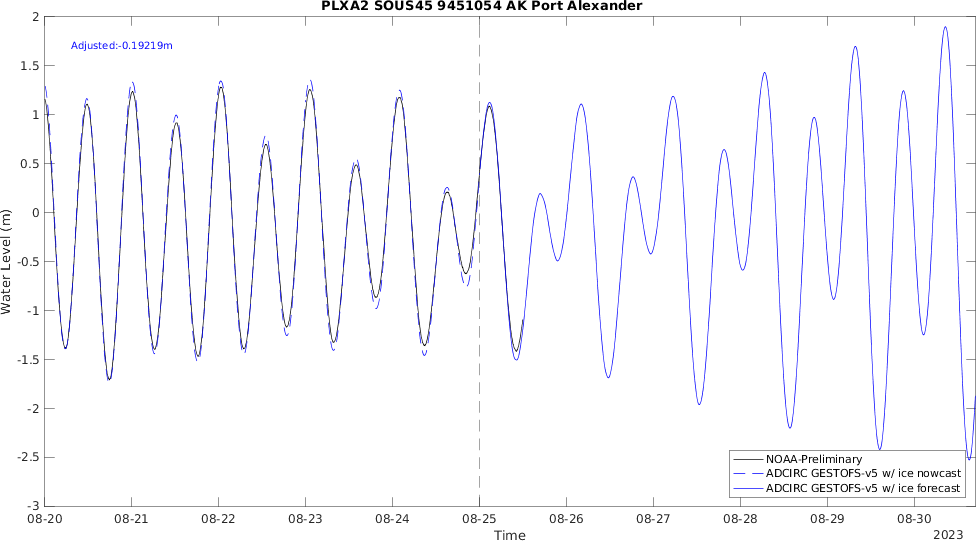 PLXA2 SOUS45 9451054 AK Port Alexander
Adjusted:-0.19219m
2
1.5
1
0.5
0
-0.5
-1
-1.5
-2
-2.5
-3
Water Level (m)
NOAA-Preliminary
ADCIRC GESTOFS-v5 w/ ice nowcast
ADCIRC GESTOFS-v5 w/ ice forecast
08-20 08-21 08-22 08-23 08-24 08-25 08-26 08-27 08-28 08-29 08-30
Time
2023